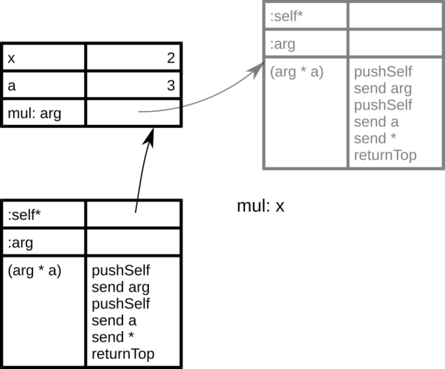 :self*
:arg
(arg * a) pushSelf
send arg
pushSelf
send a
send *
returnTop
x 2
a 3
mul: arg
mul: x
:self*
:arg
(arg * a) pushSelf
send arg
pushSelf
send a
send *
returnTop